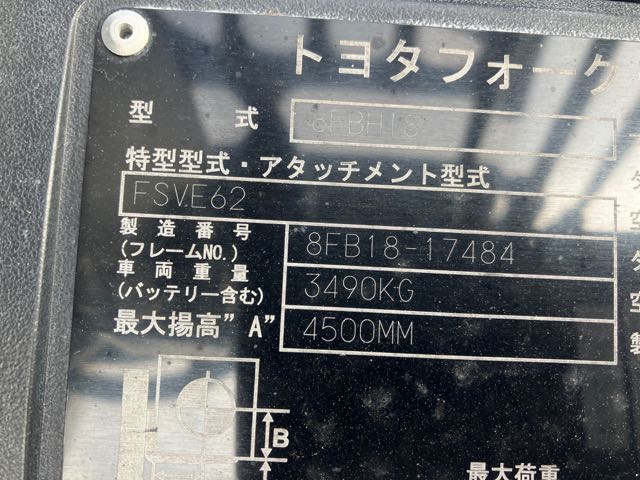 トヨタフォーク
型 式
特型型式・アタッチメント型式
FSVE62
製造番号 8FB18-17484
(フレームNO.)
車両重量 3490KG
(バッテリー含む)
最大揚高"A" 4500MM
B
最大荷重